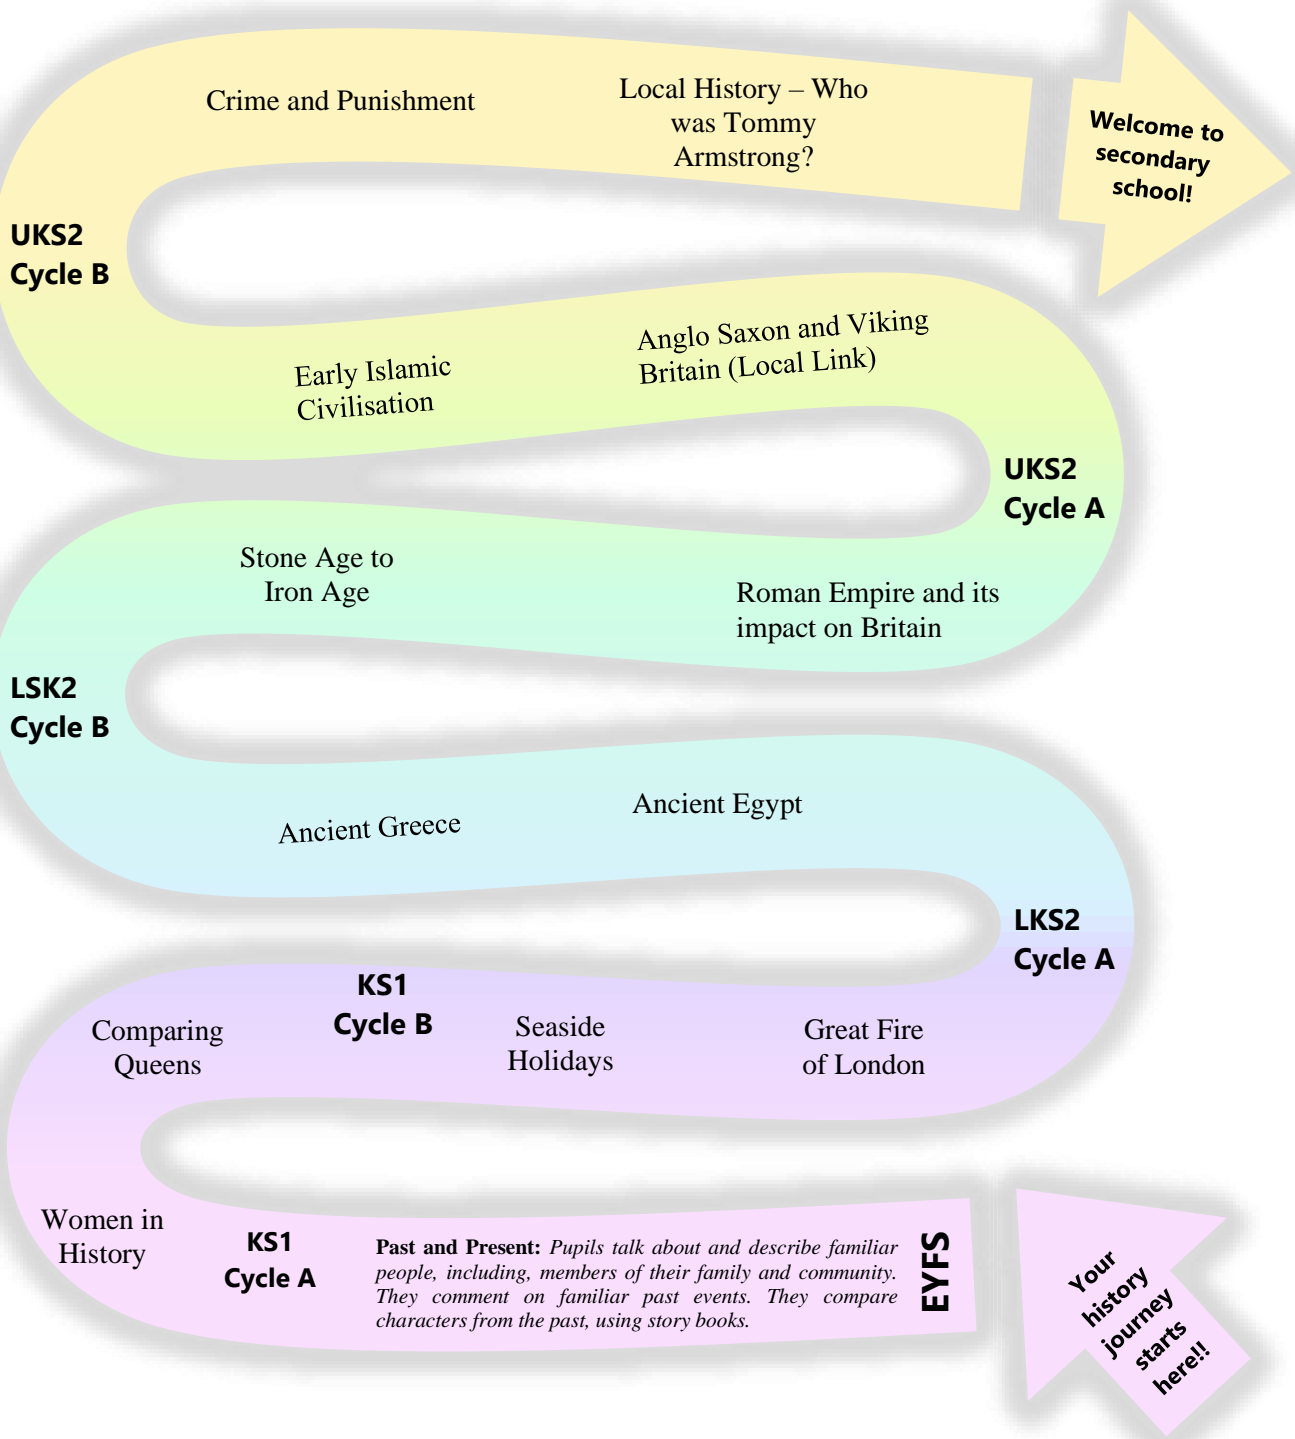 Crime and Punishment
Local History – Who
was Tommy
Armstrong?
Welcome to
secondary
school!
UKS2
Cycle B
Early Islamic
Civilisation
Anglo Saxon and Viking
Britain (Local Link)
UKS2
Cycle A
Stone Age to
Iron Age
Roman Empire and its
impact on Britain
LSK2
Cycle B
Ancient Greece
Ancient Egypt
LKS2
Cycle A
KS1
Cycle B
Comparing
Queens
Seaside
Holidays
Great Fire
of London
Women in
History
KS1
Cycle A
Past and Present: Pupils talk about and describe familiar
people, including, members of their family and community.
They comment on familiar past events. They compare
characters from the past, using story books.
EYFS
Your
history
journey
starts
here!!